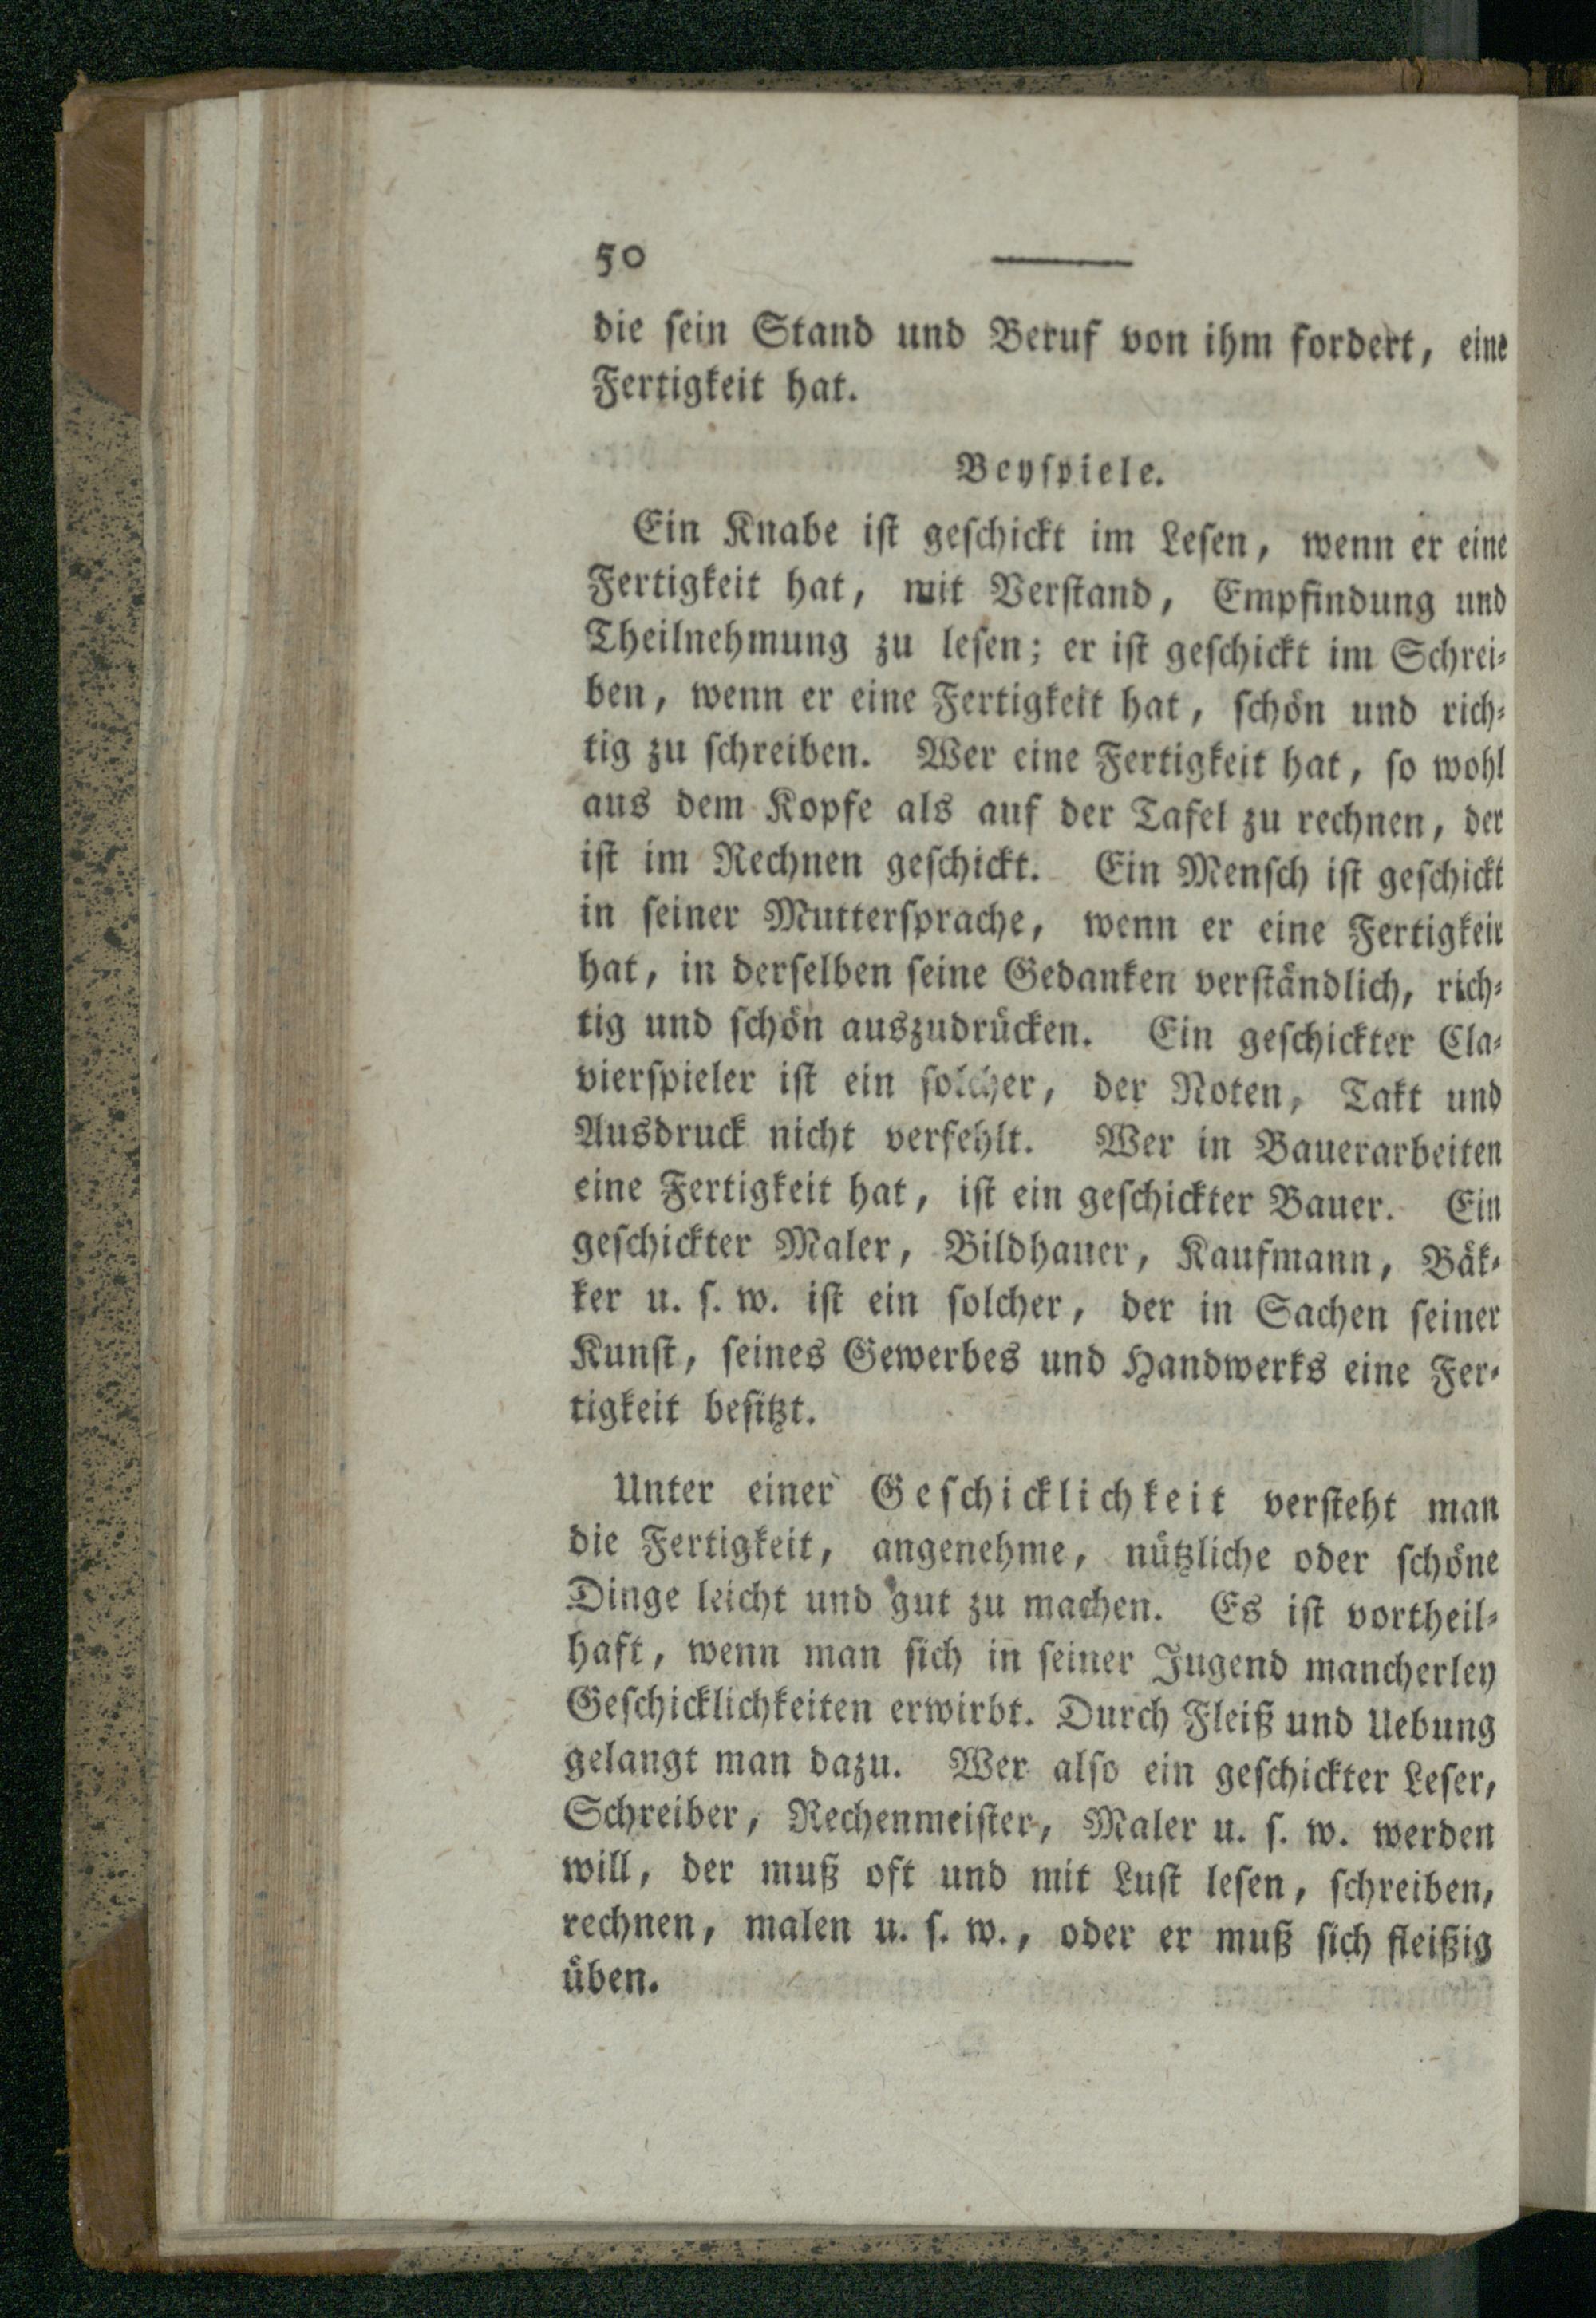 50
die sein Stand und Beruf von ihm fordert, eine
Fertigkeit hat.
Beyspiele.
Ein Knabe ist geschickt im Lesen, wenn er eine
Fertigkeit hat, mit Verstand, Empfindung und
Theilnehmung zu lesen; er ist geschickt im Schrei-
ben, wenn er eine Fertigkeit hat, schön und rich-
tig zu schreiben. Wer eine Fertigkeit hat, so wohl
aus dem Kopfe als auf der Tafel zu rechnen, der
ist im Rechnen geschickt. Ein Mensch ist geschickt
in seiner Muttersprache, wenn er eine Fertigkeit
hat, in derselben seine Gedanken verständlich, rich-
tig und schön auszudrücken. Ein geschickter Cla-
vierspieler ist ein solcher, der Noten, Takt und
Ausdruck nicht verfehlt. Wer in Bauerarbeiten
eine Fertigkeit hat, ist ein geschickter Bauer. Ein
geschickter Maler, Bildhauer, Kaufmann, Bäk-
ker u. s. w. ist ein solcher, der in Sachen seiner
Kunst, seines Gewerbes und Handwerks eine Fer-
tigkeit besitzt.
Unter einer Geschicklichkeit versteht man
die Fertigkeit, angenehme, nützliche oder schöne
Dinge leicht und gut zu machen. Es ist vortheil-
haft, wenn man sich in seiner Jugend mancherley
Geschicklichkeiten erwirbt. Durch Fleiß und Uebung
gelangt man dazu. Wer also ein geschickter Leser,
Schreiber, Rechenmeister, Maler u. s. w. werden
will, der muß oft und mit Lust lesen, schreiben,
rechnen, malen u. s. w., oder er muß sich fleißig
üben.